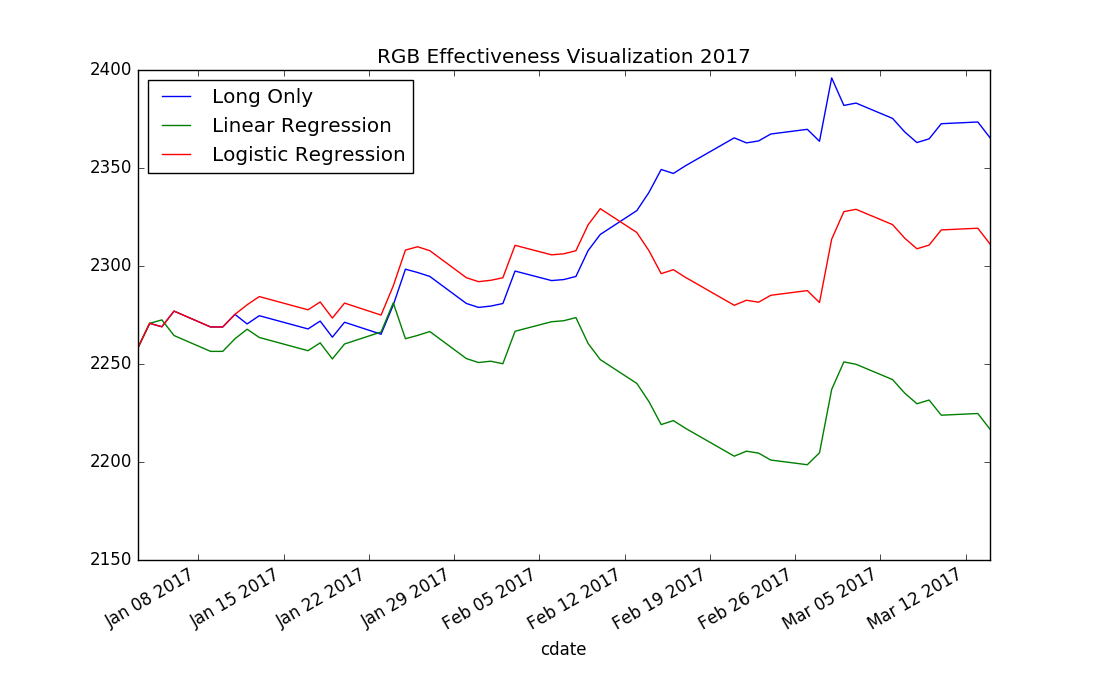 RGB Effectiveness Visualization 2017
2400
2350
2300
2250
2200
2150
Long Only
Linear Regression
Logistic Regression
Jan 08 2017
Jan 15 2017
Jan 22 2017
Jan 29 2017
Feb 05 2017
Feb 12 2017
Feb 19 2017
Feb 26 2017
Mar 05 2017
Mar 12 2017
cdate